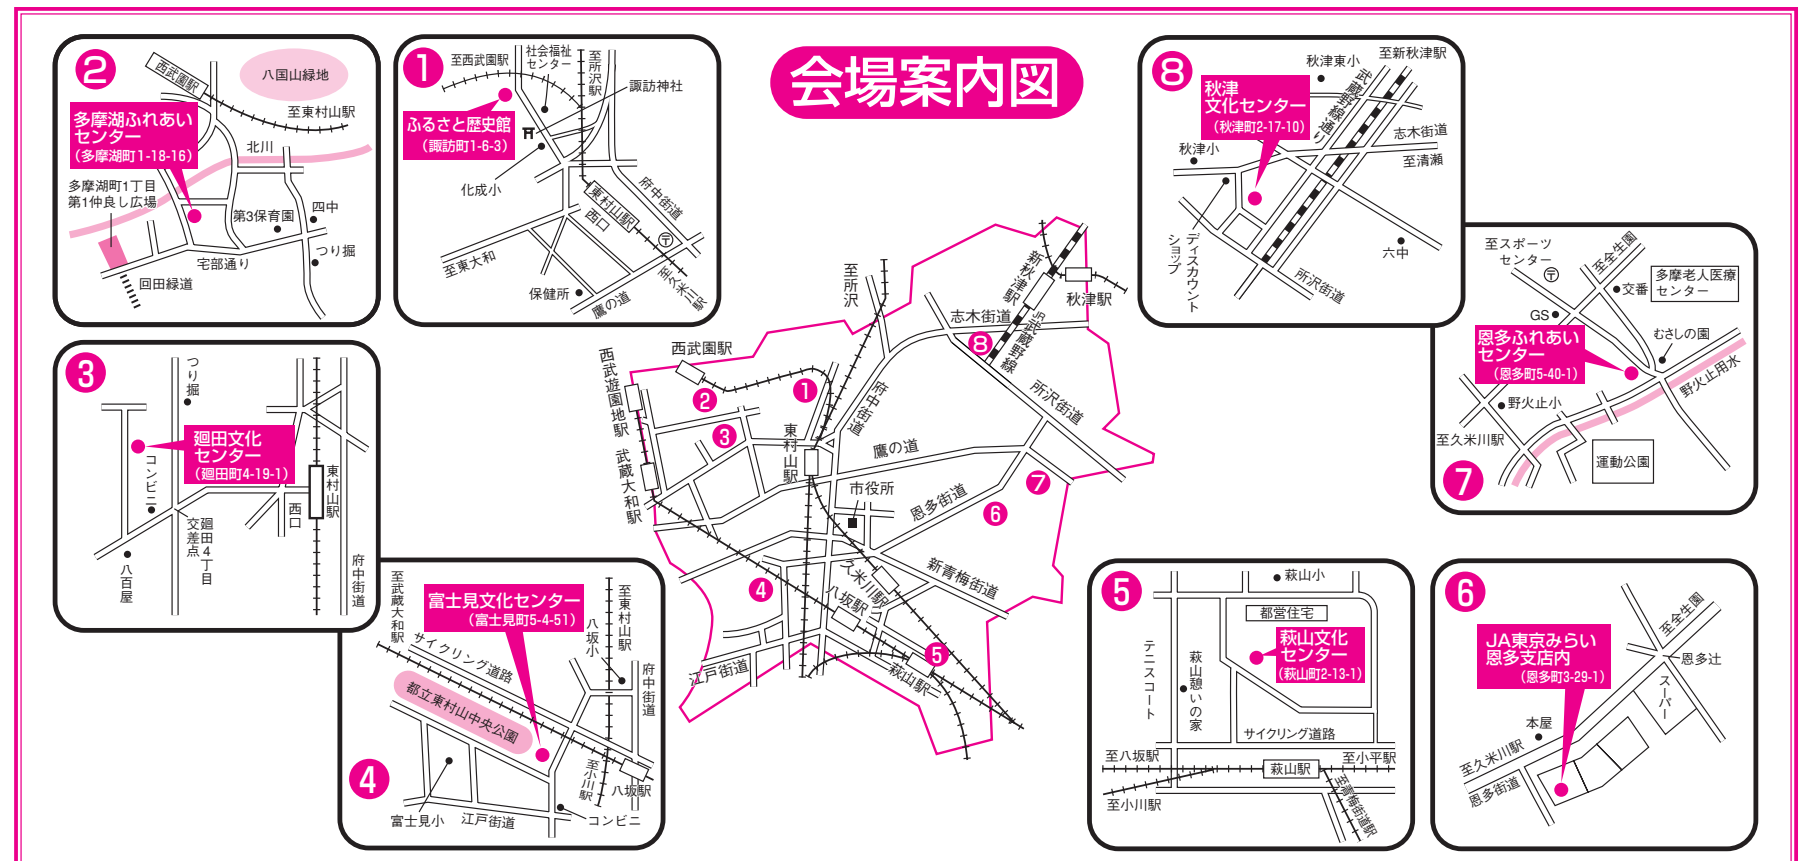 会場案内図
②
西武園駅
八国山緑地
至東村山駅
多摩湖ふれあい
センター
(多摩湖町1-18-16)
北川
多摩湖町1丁目
第1仲良し広場
第3保育園
四中
つり堀
宅部通り
回田緑道
①
至西武園駅
社会福祉
センター
至所沢駅
諏訪神社
ふるさと歴史館
(諏訪町1-6-3)
化成小
東村山駅
西口
府中街道
至東大和
保健所
鷹の道
至久米川駅
⑧
秋津東小
至新秋津駅
秋津
文化センター
(秋津町2-17-10)
武蔵野線通り
志木街道
至清瀬
秋津小
ディスカウント
ショップ
六中
所沢街道
⑦
至スポーツ
センター
至全生園
交番
多摩老人医療
センター
GS
むさしの園
恩多ふれあい
センター
(恩多町5-40-1)
野火止用水
野火止小
至久米川駅
運動公園
③
つり堀
廻田文化
センター
(廻田町4-19-1)
コンビニ
東村山駅
西口
廻田4丁目
交差点
八百屋
府中街道
④
至武蔵大和駅
富士見文化センター
(富士見町5-4-51)
至東村山駅
八坂小
サイクリング道路
府中街道
都立東村山中央公園
至小川駅
八坂駅
富士見小
江戸街道
コンビニ
⑤
萩山小
都営住宅
萩山文化
センター
(萩山町2-13-1)
テニスコート
萩山憩いの家
サイクリング道路
至八坂駅
至小平駅
萩山駅
至小川駅
至青梅街道駅
⑥
至全生園
JA東京みらい
恩多支店内
(恩多町3-29-1)
恩多辻
スーパー
本屋
至久米川駅
恩多街道
至所沢
新秋津駅
秋津駅
志木街道
JR武蔵野線
⑧
西武園駅
西武遊園地駅
①
②
③
府中街道
所沢街道
東村山駅
鷹の道
武蔵大和駅
市役所
恩多街道
⑦
⑥
④
久米川駅
新青梅街道
八坂駅
⑤
江戸街道
萩山駅